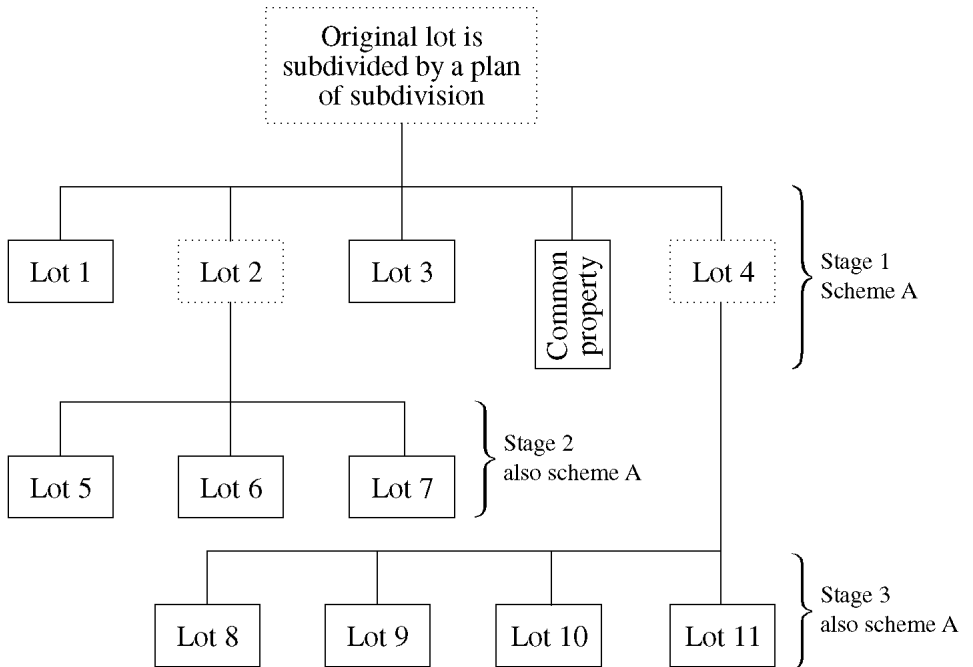 Original lot is
subdivided by a plan
of subdivision
Lot 1
Lot 2
Lot 3
Common
property
Lot 4
Stage 1
Scheme A
Lot 5
Lot 6
Lot 7
Stage 2
also scheme A
Lot 8
Lot 9
Lot 10
Lot 11
Stage 3
also scheme A